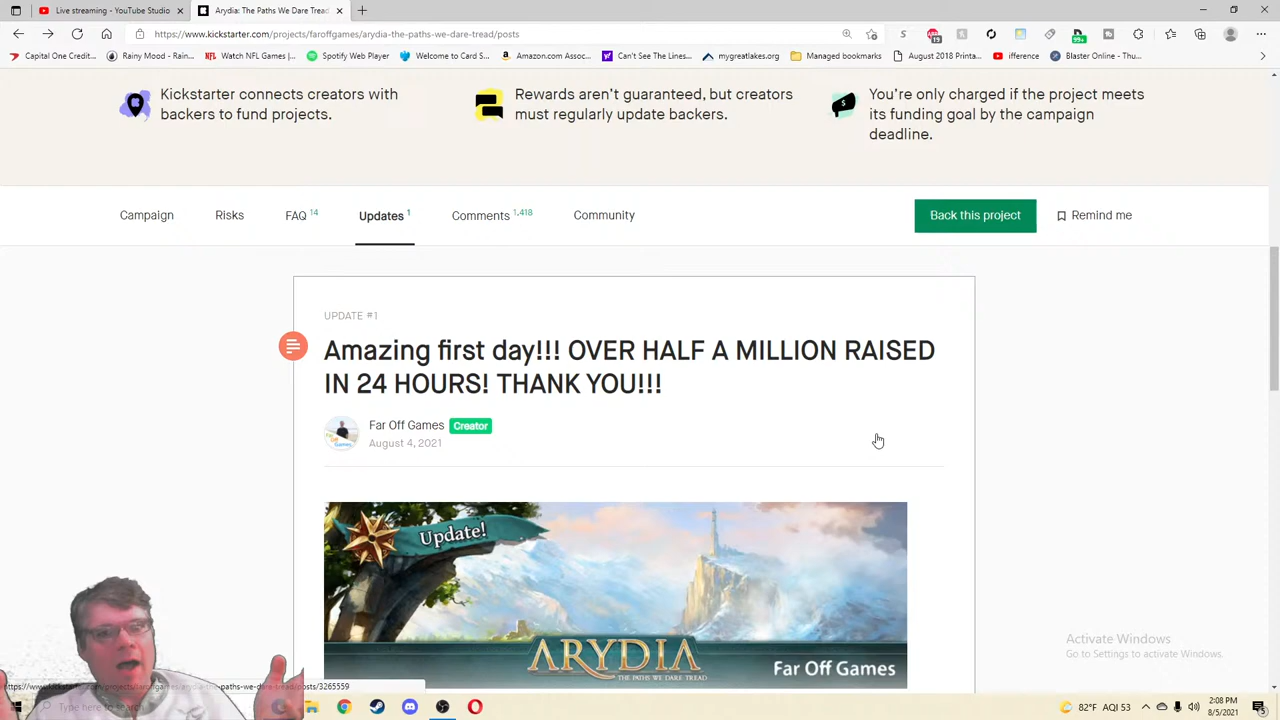 Live streaming - YouTube Studio
Arydia: The Paths We Dare Tread
https://www.kickstarter.com/projects/faroffgames/arydia-the-paths-we-dare-tread/posts
Capital One Credit... Rainy Mood - Rain... Watch NFL Games |... Spotify Web Player... Welcome to Card S... Amazon.com Assoc... Can't See The Lines... mygreatlakes.org Managed bookmarks August 2018 Printa... ifference Blaster Online - Thu...
Kickstarter connects creators with
backers to fund projects.
Rewards aren't guaranteed, but creators
must regularly update backers.
You're only charged if the project meets
its funding goal by the campaign
deadline.
Campaign Risks FAQ 14 Updates 1 Comments 1,418 Community Back this project Remind me
UPDATE #1
Amazing first day!!! OVER HALF A MILLION RAISED
IN 24 HOURS! THANK YOU!!!
Far Off Games Creator
August 4, 2021
Update!
ARYDIA
THE PATHS WE DARE TREAD
Far Off Games
Activate Windows
Go to Settings to activate Windows.
Type here to search
82°F AQI 53
2:08 PM
8/5/2021